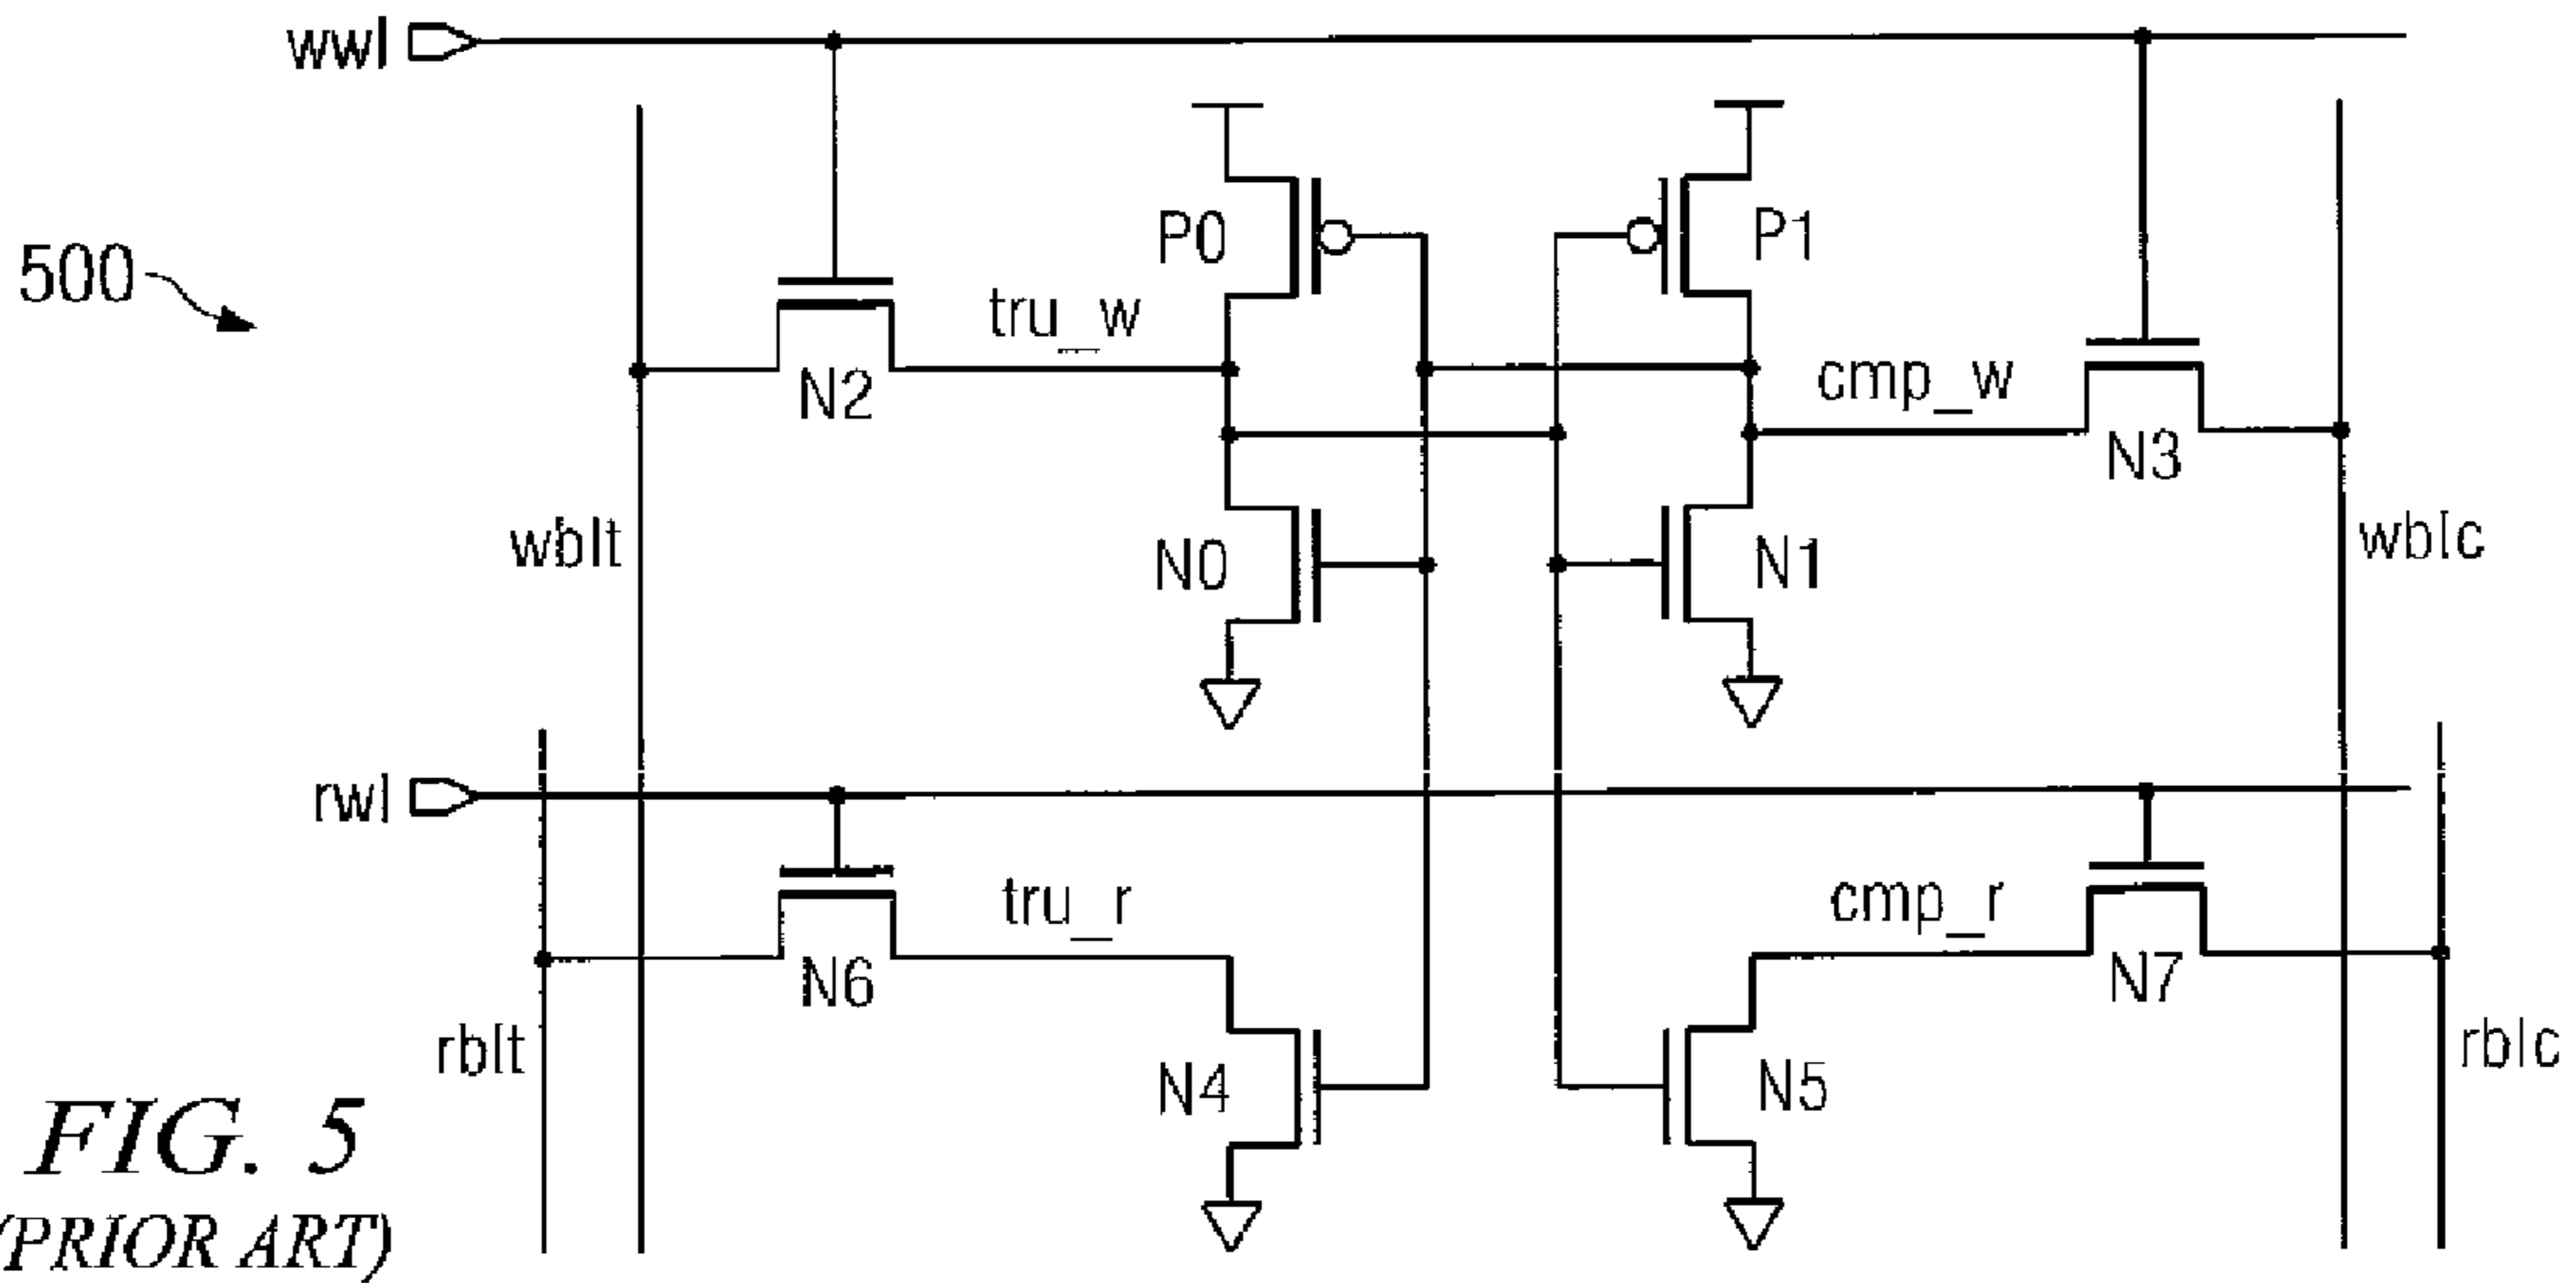 wwl
500
P0
P1
tru_w
N2
cmp_w
N3
wblt
N0
N1
wblc
rwl
tru_r
cmp_r
N6
N7
rblt
N4
N5
rblc
FIG. 5
(PRIOR ART)